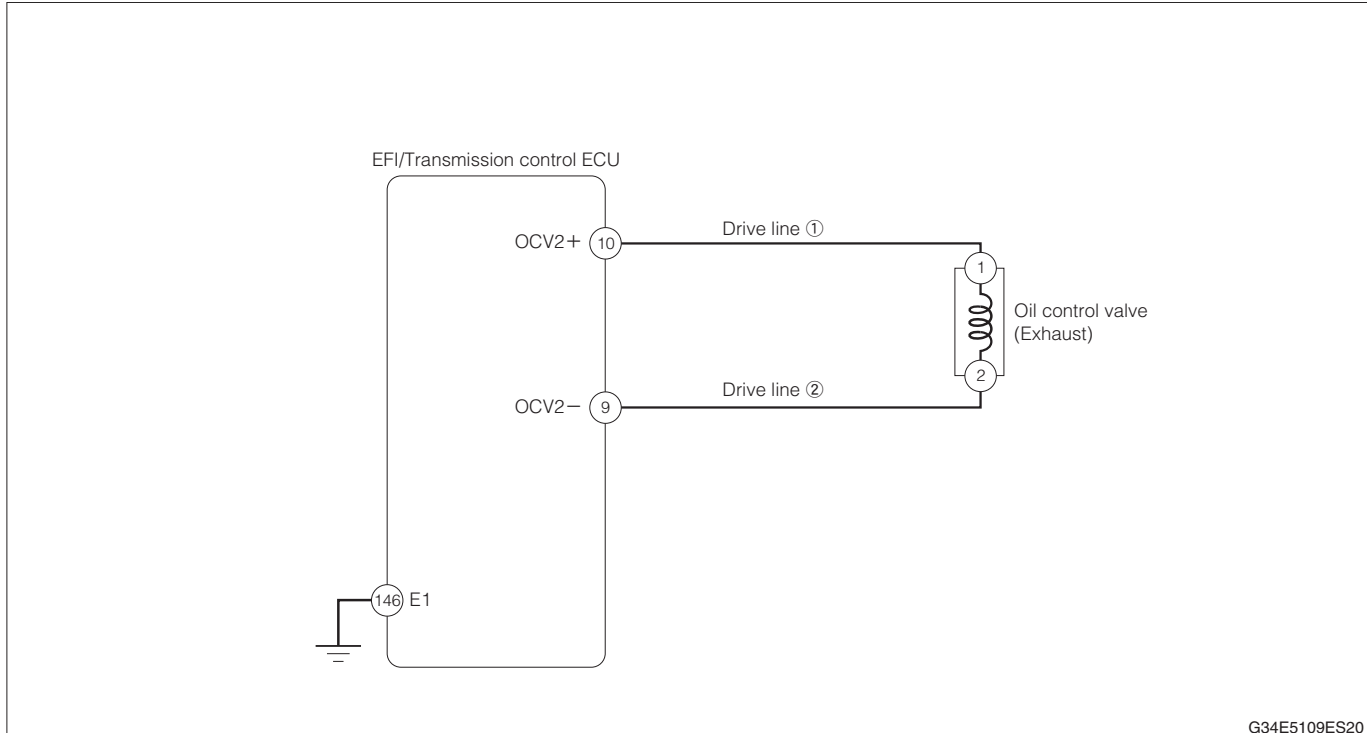 EFI/Transmission control ECU
OCV2+ 10 Drive line ①
1
Oil control valve
(Exhaust)
2
OCV2− 9 Drive line ②
146 E1
G34E5109ES20